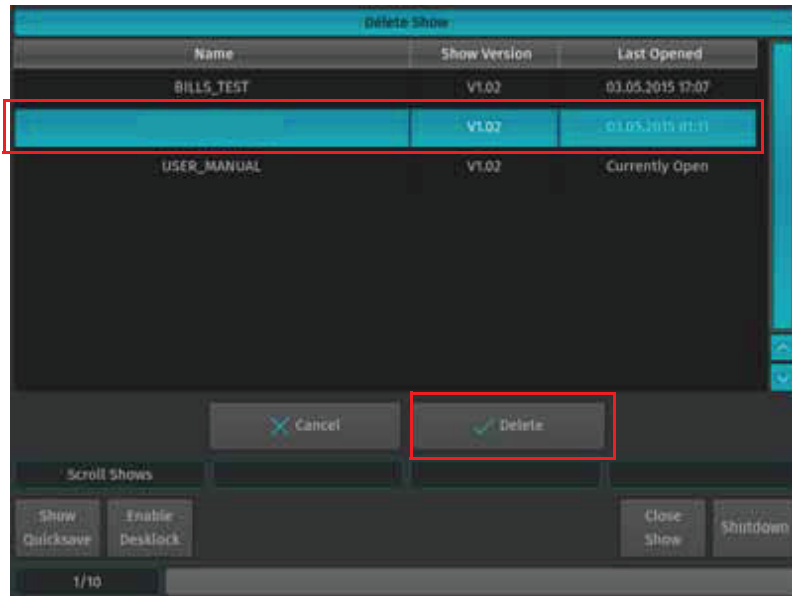 Delete Show
Name Show Version Last Opened
BILLS_TEST V1.02 03.05.2015 17:07
V1.02 03.05.2015 01:11
USER_MANUAL V1.02 Currently Open
Cancel Delete
Scroll Shows
Show Quicksave Enable Desklock Close Show Shutdown
1/10